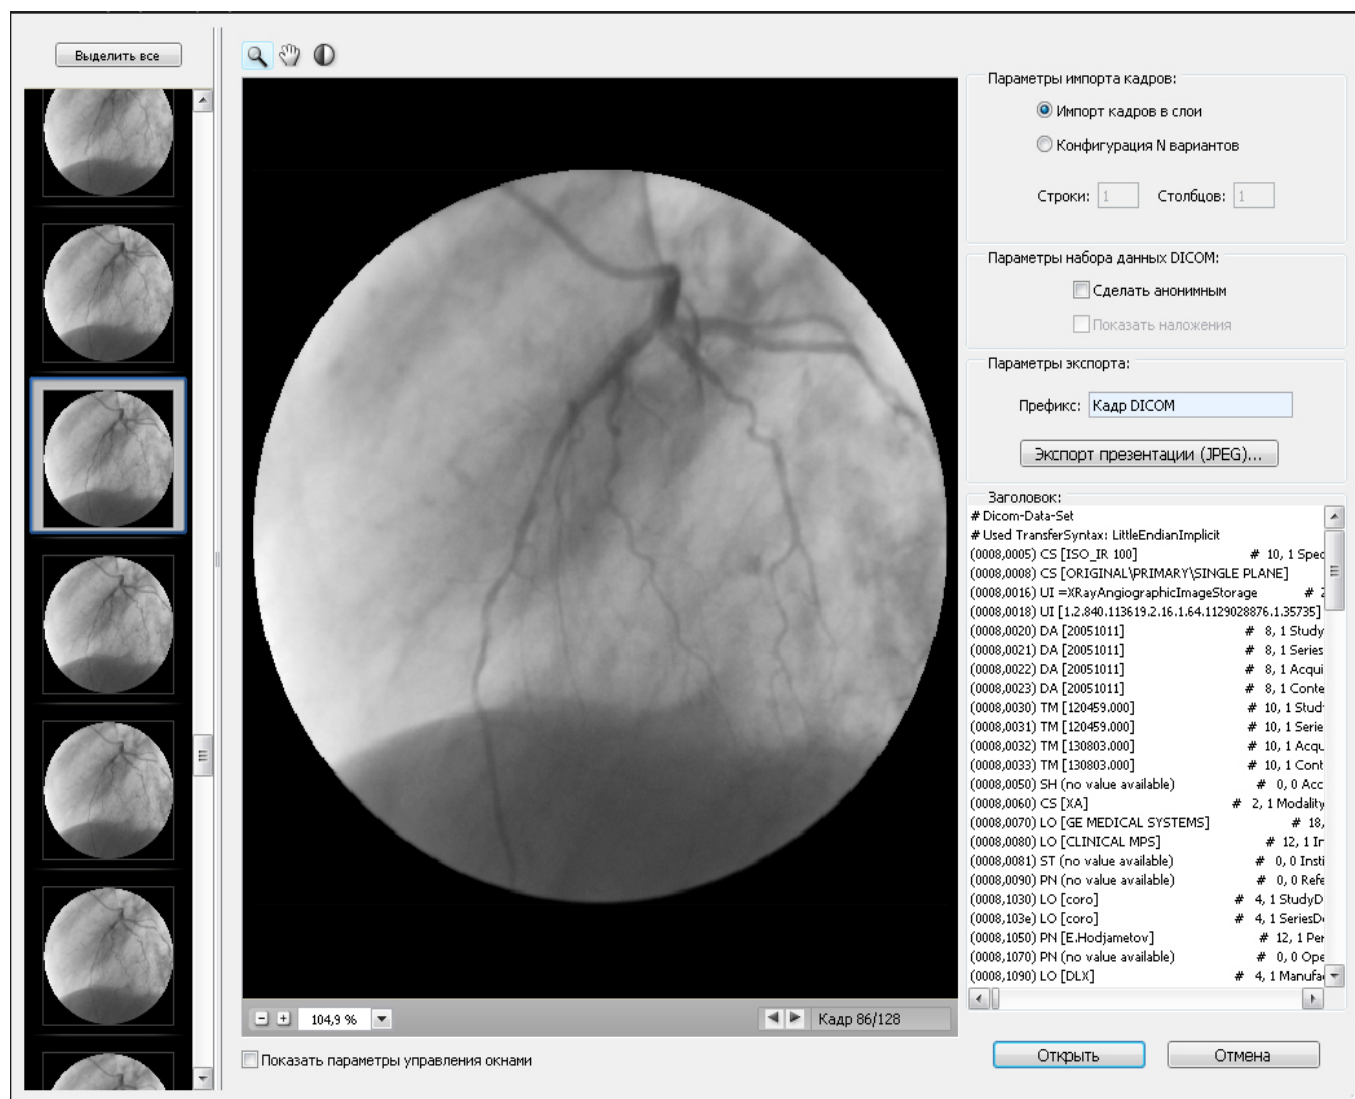 Выделить все
Параметры импорта кадров:
Импорт кадров в слои
Конфигурация N вариантов
Строки: 1 Столбцов: 1
Параметры набора данных DICOM:
Сделать анонимным
Показать наложения
Параметры экспорта:
Префикс: Кадр DICOM
Экспорт презентации (JPEG)...
Заголовок:
# Dicom-Data-Set
# Used TransferSyntax: LittleEndianImplicit
(0008,0005) CS [ISO_IR 100] # 10, 1 Spec
(0008,0008) CS [ORIGINAL\PRIMARY\SINGLE PLANE]
(0008,0016) UI =XRayAngiographicImageStorage # 2
(0008,0018) UI [1.2.840.113619.2.16.1.64.1129028876.1.35735]
(0008,0020) DA [20051011] # 8, 1 Study
(0008,0021) DA [20051011] # 8, 1 Series
(0008,0022) DA [20051011] # 8, 1 Acqui
(0008,0023) DA [20051011] # 8, 1 Conte
(0008,0030) TM [120459.000] # 10, 1 Stud
(0008,0031) TM [120459.000] # 10, 1 Serie
(0008,0032) TM [130803.000] # 10, 1 Acqu
(0008,0033) TM [130803.000] # 10, 1 Cont
(0008,0050) SH (no value available) # 0, 0 Acc
(0008,0060) CS [XA] # 2, 1 Modality
(0008,0070) LO [GE MEDICAL SYSTEMS] # 18,
(0008,0080) LO [CLINICAL MPS] # 12, 1 Ir
(0008,0081) ST (no value available) # 0, 0 Insti
(0008,0090) PN (no value available) # 0, 0 Refe
(0008,1030) LO [coro] # 4, 1 StudyD
(0008,103e) LO [coro] # 4, 1 SeriesDe
(0008,1050) PN [E.Hodjametov] # 12, 1 Per
(0008,1070) PN (no value available) # 0, 0 Ope
(0008,1090) LO [DLX] # 4, 1 Manufa
104,9 % Кадр 86/128
Показать параметры управления окнами
Открыть Отмена